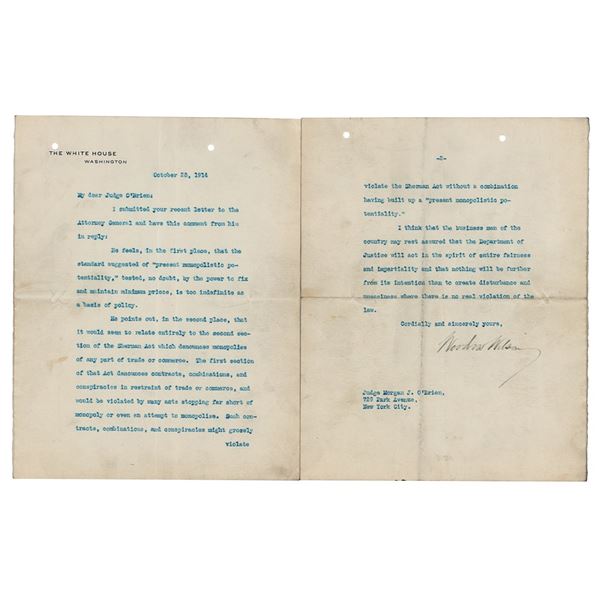 THE WHITE HOUSE
WASHINGTON
October 28, 1914
My dear Judge O'Brien:
I submitted your recent letter to the
Attorney General and have this comment from him
in reply:
He feels, in the first place, that the
standard suggested of "present monopolistic po-
tentiality," tested, no doubt, by the power to fix
and maintain minimum prices, is too indefinite as
a basis of policy.
He points out, in the second place, that
it would seem to relate entirely to the second sec-
tion of the Sherman Act which denounces monopolies
of any part of trade or commerce. The first section
of that Act denounces contracts, combinations, and
conspiracies in restraint of trade or commerce, and
would be violated by many acts stopping far short of
monopoly or even an attempt to monopolize. Such con-
tracts, combinations, and conspiracies might grossly
violate
-2-
violate the Sherman Act without a combination
having built up a "present monopolistic po-
tentiality."
I think that the business men of the
country may rest assured that the Department of
Justice will act in the spirit of entire fairness
and impartiality and that nothing will be further
from its intention than to create disturbance and
uneasiness where there is no real violation of the
law.
Cordially and sincerely yours,
Woodrow Wilson
Judge Morgan J. O'Brien,
729 Park Avenue,
New York City.